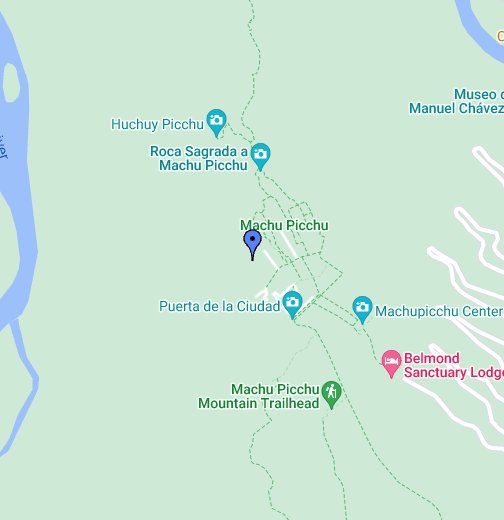 Museo
Manuel Chávez
Huchuy Picchu
Roca Sagrada a
Machu Picchu
Machu Picchu
Puerta de la Ciudad
Machupicchu Center
Belmond
Sanctuary Lodge
Machu Picchu
Mountain Trailhead